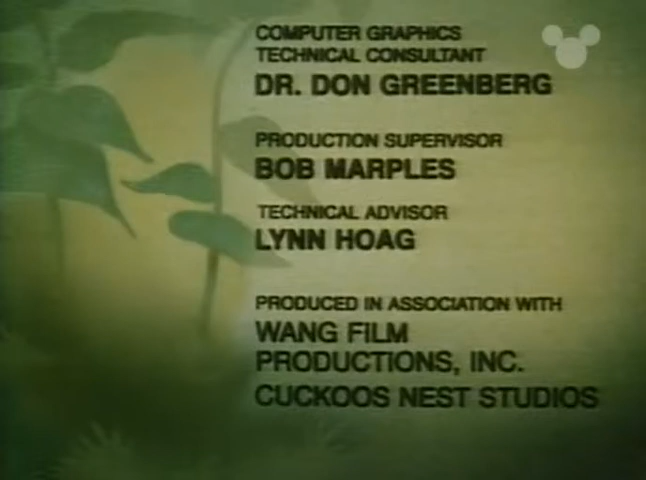 COMPUTER GRAPHICS
TECHNICAL CONSULTANT
DR. DON GREENBERG
PRODUCTION SUPERVISOR
BOB MARPLES
TECHNICAL ADVISOR
LYNN HOAG
PRODUCED IN ASSOCIATION WITH
WANG FILM
PRODUCTIONS, INC.
CUCKOOS NEST STUDIOS